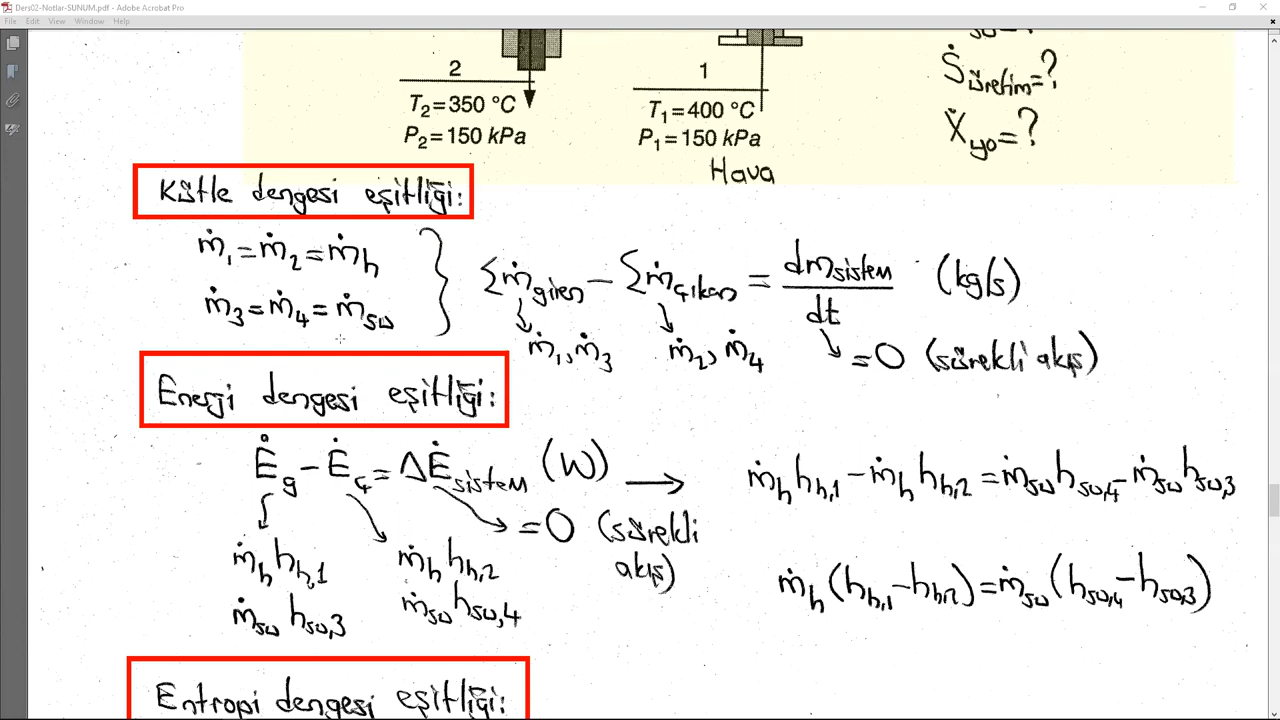 Ders02-Notlar-SUNUM.pdf - Adobe Acrobat Pro
File Edit View Window Help
2
T₂=350 °C
P₂=150 kPa
1
T₁=400 °C
P₁=150 kPa
Hava
Ṡüretim=?
Ẋyo=?
Kütle dengesi eşitliği:
ṁ₁=ṁ₂=ṁh
ṁ₃=ṁ₄=ṁsu
Σṁgiren − Σṁçıkan = dmsistem/dt (kg/s)
ṁ₁, ṁ₃ ṁ₂, ṁ₄ =0 (sürekli akış)
Enerji dengesi eşitliği:
Ėg − Ėç = ΔĖsistem (W) →
=0 (sürekli akış)
ṁh hh,1 ṁh hh,2
ṁsu hsu,3 ṁsu hsu,4
ṁh hh,1 − ṁh hh,2 = ṁsu hsu,4 − ṁsu hsu,3
ṁh (hh,1 − hh,2) = ṁsu (hsu,4 − hsu,3)
Entropi dengesi eşitliği: